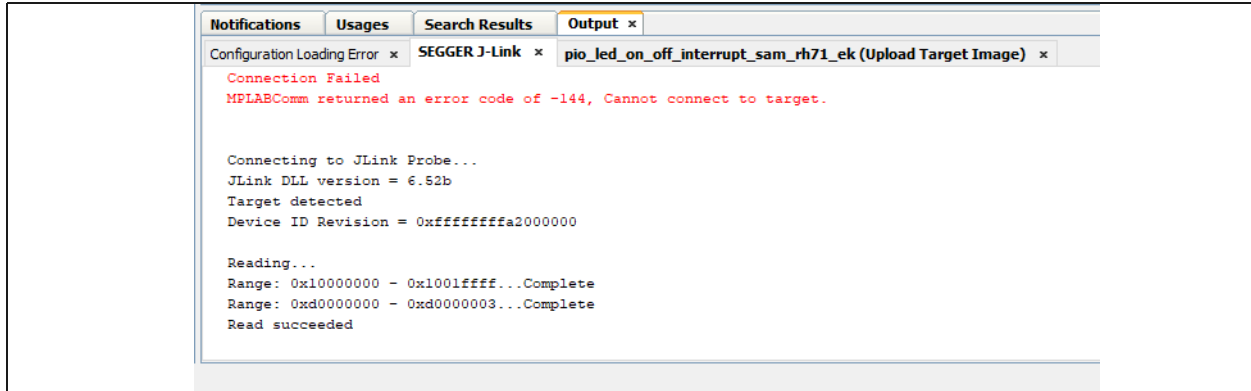 Notifications Usages Search Results Output ×
Configuration Loading Error × SEGGER J-Link × pio_led_on_off_interrupt_sam_rh71_ek (Upload Target Image) ×
Connection Failed
MPLABComm returned an error code of -144, Cannot connect to target.
Connecting to JLink Probe...
JLink DLL version = 6.52b
Target detected
Device ID Revision = 0xffffffffa2000000
Reading...
Range: 0x10000000 - 0x1001ffff...Complete
Range: 0xd0000000 - 0xd0000003...Complete
Read succeeded